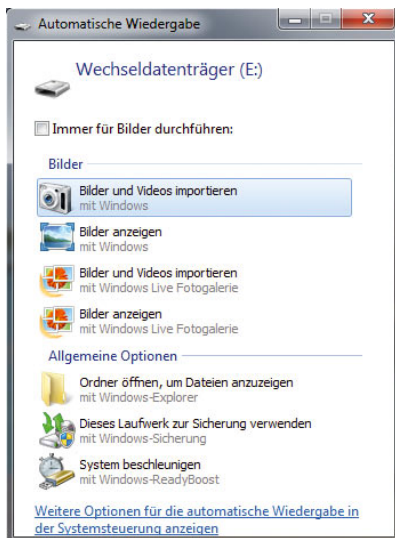 Automatische Wiedergabe
Wechseldatenträger (E:)
Immer für Bilder durchführen:
Bilder
Bilder und Videos importieren
mit Windows
Bilder anzeigen
mit Windows
Bilder und Videos importieren
mit Windows Live Fotogalerie
Bilder anzeigen
mit Windows Live Fotogalerie
Allgemeine Optionen
Ordner öffnen, um Dateien anzuzeigen
mit Windows-Explorer
Dieses Laufwerk zur Sicherung verwenden
mit Windows-Sicherung
System beschleunigen
mit Windows-ReadyBoost
Weitere Optionen für die automatische Wiedergabe in
der Systemsteuerung anzeigen